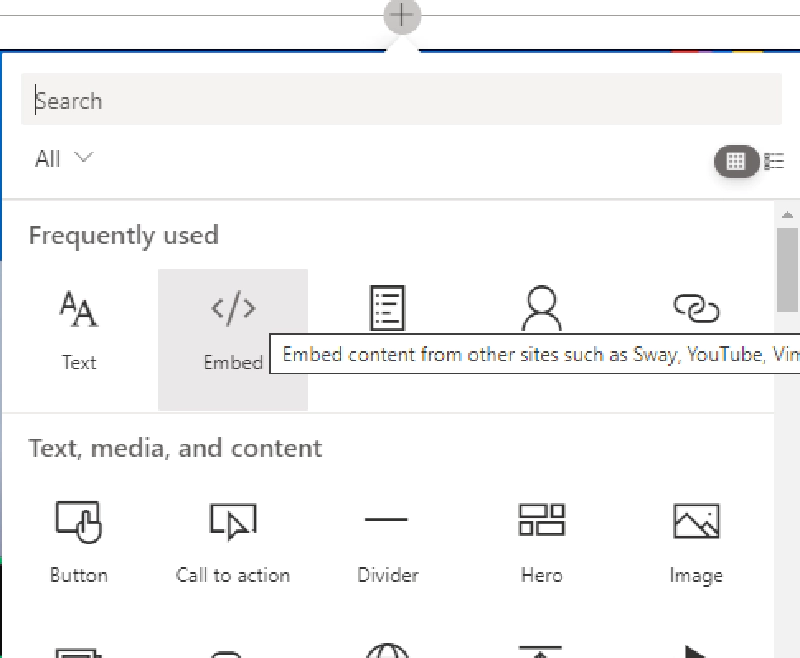 Search
All
Frequently used
Text
Embed
Embed content from other sites such as Sway, YouTube,
Text, media, and content
Button
Call to action
Divider
Hero
Image